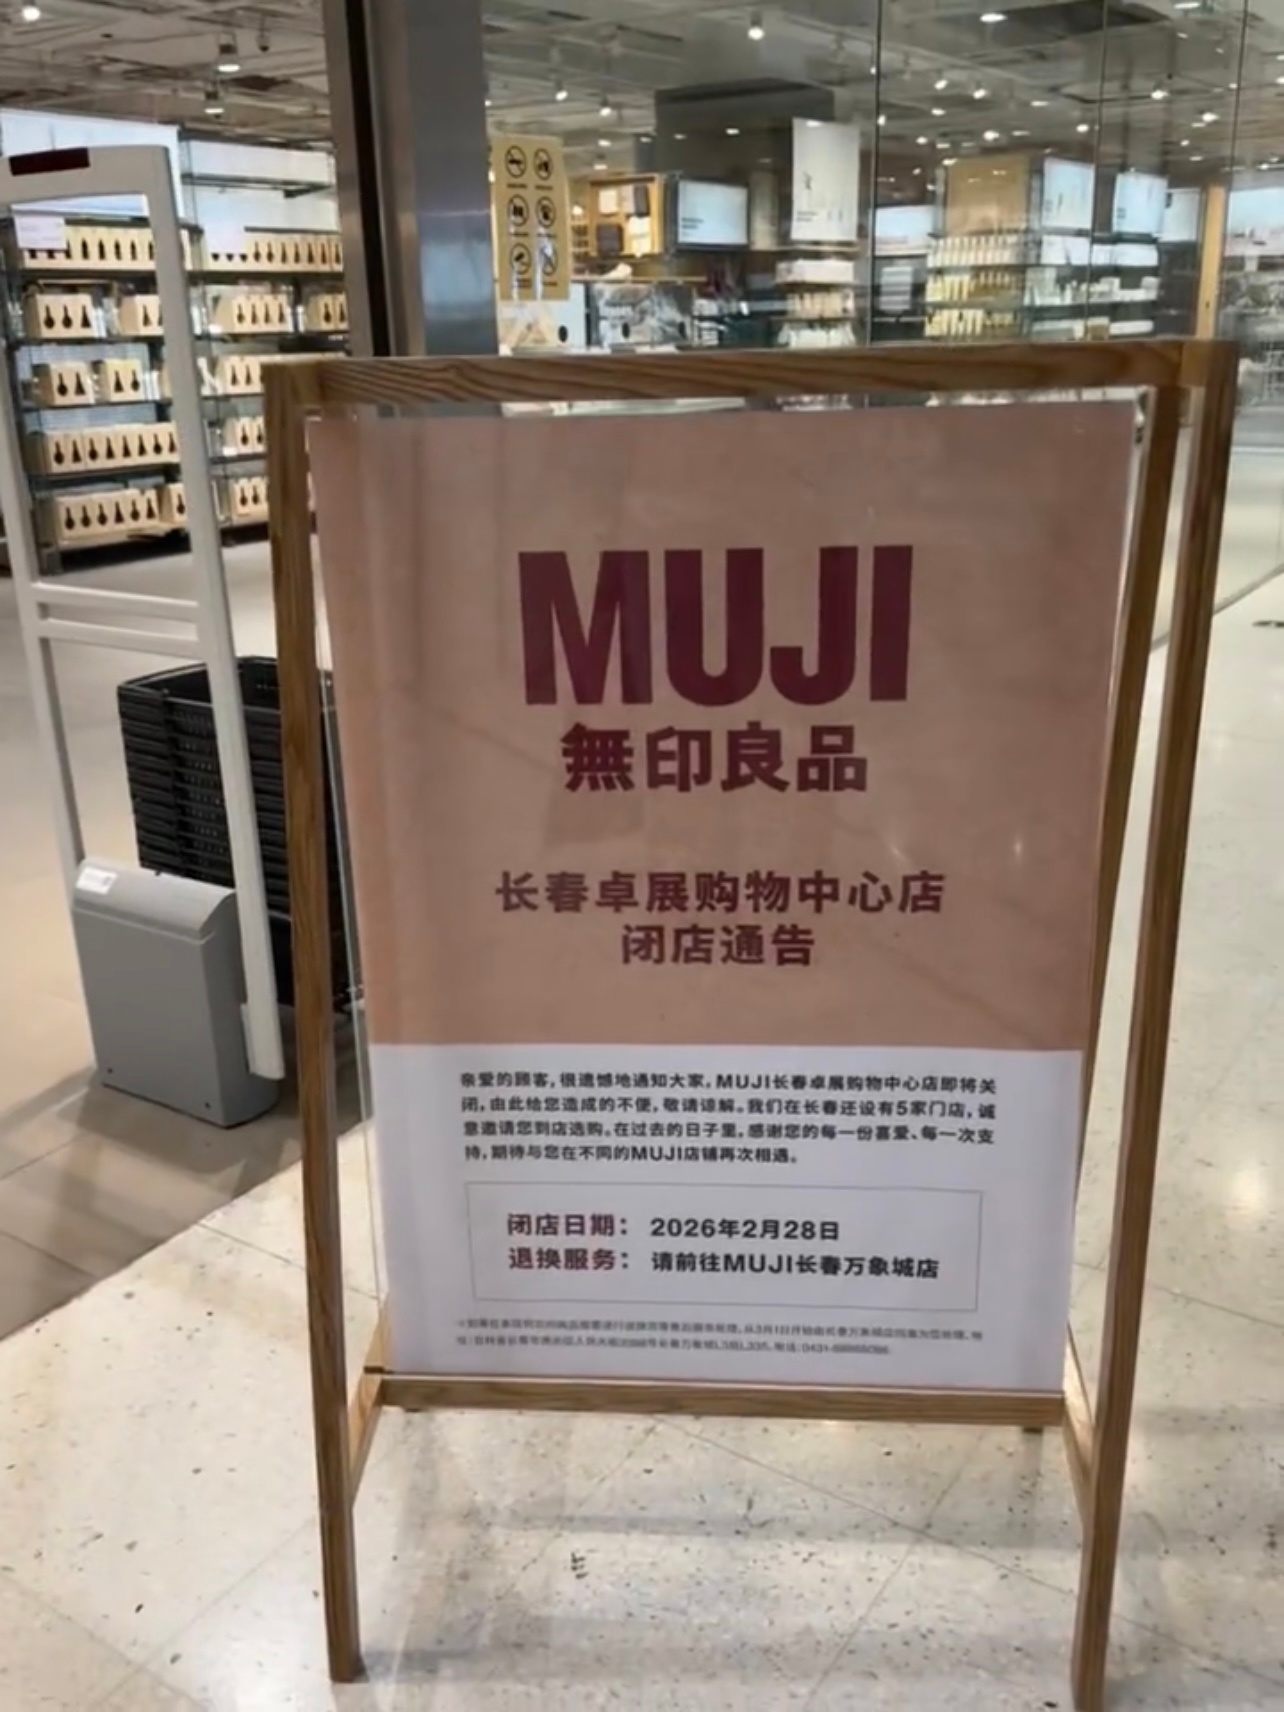 MUJI
無印良品
长春卓展购物中心店
闭店通告
亲爱的顾客，很遗憾地通知大家，MUJI长春卓展购物中心店即将关
闭，由此给您造成的不便，敬请谅解。我们在长春还设有5家门店，诚
意邀请您到店选购。在过去的日子里，感谢您的每一份喜爱、每一次支
持，期待与您在不同的MUJI店铺再次相遇。
闭店日期： 2026年2月28日
退换服务： 请前往MUJI长春万象城店